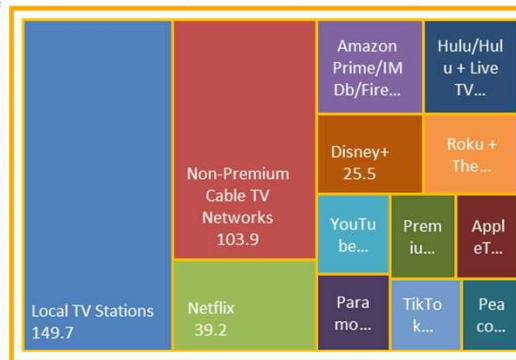 Local TV Stations
149.7
Non-Premium
Cable TV
Networks
103.9
Netflix
39.2
Amazon
Prime/IM
Db/Fire...
Hulu/Hul
u + Live
TV...
Disney+
25.5
Roku +
The...
YouTu
be...
Prem
iu...
Apple
eT...
Para
mo...
TikTo
k...
Pea
co...